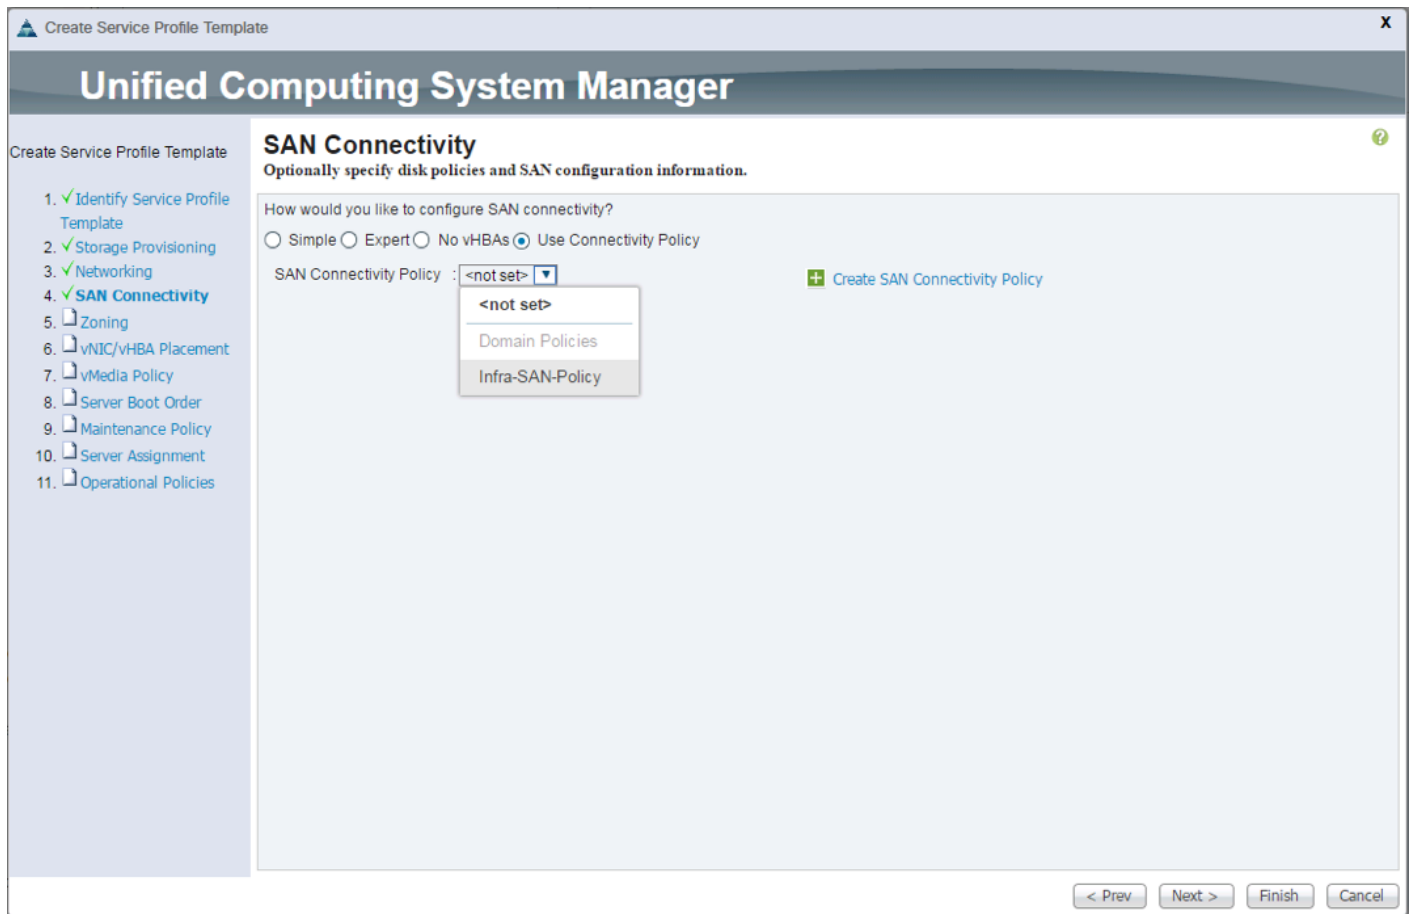 Create Service Profile Template
X
Unified Computing System Manager
Create Service Profile Template
1. Identify Service Profile
Template
2. Storage Provisioning
3. Networking
4. SAN Connectivity
5. Zoning
6. vNIC/vHBA Placement
7. vMedia Policy
8. Server Boot Order
9. Maintenance Policy
10. Server Assignment
11. Operational Policies
SAN Connectivity
?
Optionally specify disk policies and SAN configuration information.
How would you like to configure SAN connectivity?
Simple Expert No vHBAs Use Connectivity Policy
SAN Connectivity Policy : <not set>
Create SAN Connectivity Policy
<not set>
Domain Policies
Infra-SAN-Policy
< Prev Next > Finish Cancel